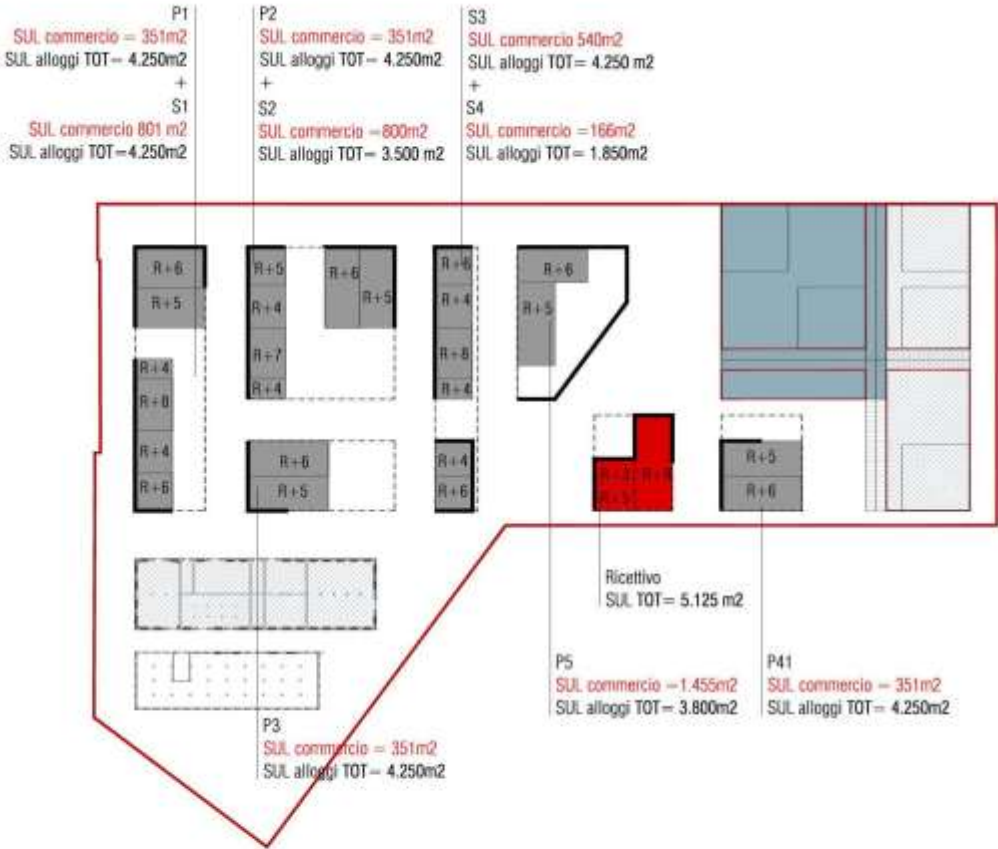 P1
SUL commercio = 351m2
SUL alloggi TOT= 4.250m2
+
S1
SUL commercio 801 m2
SUL alloggi TOT=4.250m2
P2
SUL commercio = 351m2
SUL alloggi TOT= 4.250m2
+
S2
SUL commercio =800m2
SUL alloggi TOT= 3.500 m2
S3
SUL commercio 540m2
SUL alloggi TOT= 4.250 m2
+
S4
SUL commercio =166m2
SUL alloggi TOT= 1.850m2
R+6
R+5
R+4
R+4
R+6
R+5
R+4
R+7
R+4
R+6
R+5
R+6
R+5
R+6
R+4
R+4
R+4
R+6
R+6
R+5
R+5
R+6
Ricettivo
SUL TOT= 5.125 m2
P5
SUL commercio =1.455m2
SUL alloggi TOT= 3.800m2
P41
SUL commercio = 351m2
SUL alloggi TOT= 4.250m2
P3
SUL commercio = 351m2
SUL alloggi TOT= 4.250m2